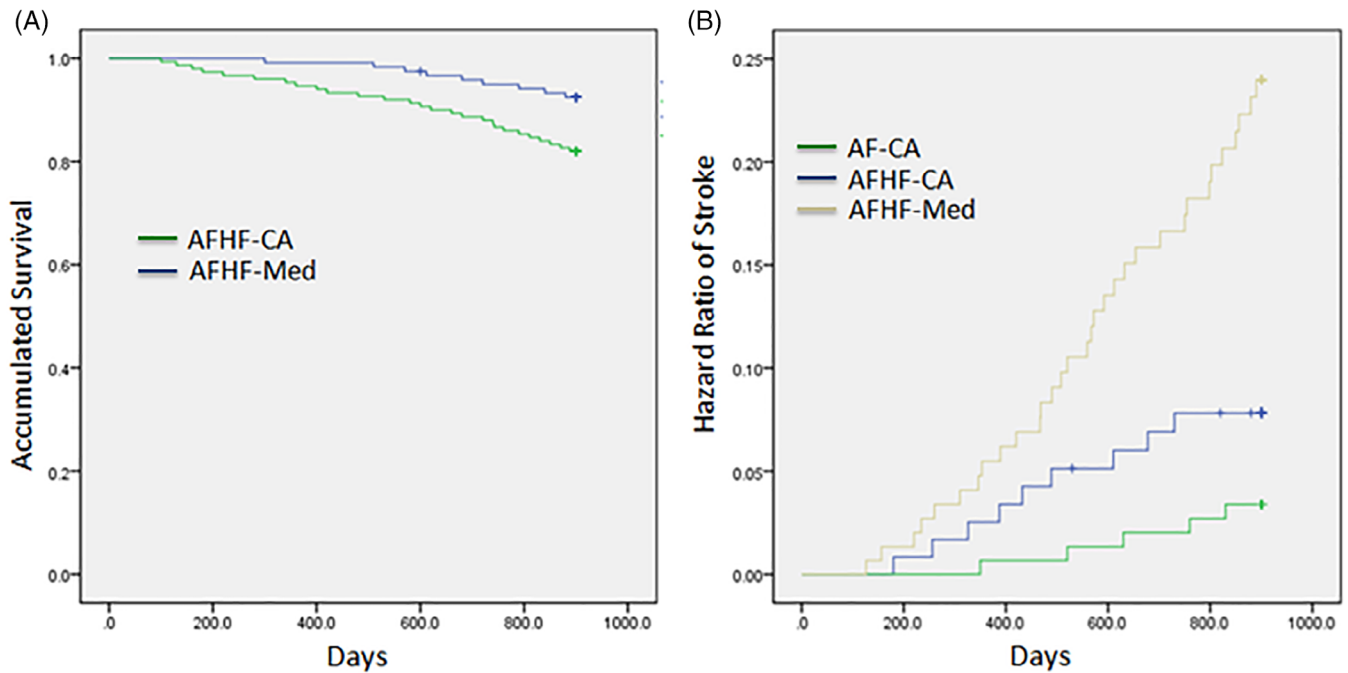 (A)
Accumulated Survival
1.0
0.8
0.6
0.4
0.2
0.0
AFHF-CA
AFHF-Med
.0 200.0 400.0 600.0 800.0 1000.0
Days
(B)
Hazard Ratio of Stroke
0.25
0.20
0.15
0.10
0.05
0.00
AF-CA
AFHF-CA
AFHF-Med
.0 200.0 400.0 600.0 800.0 1000.0
Days